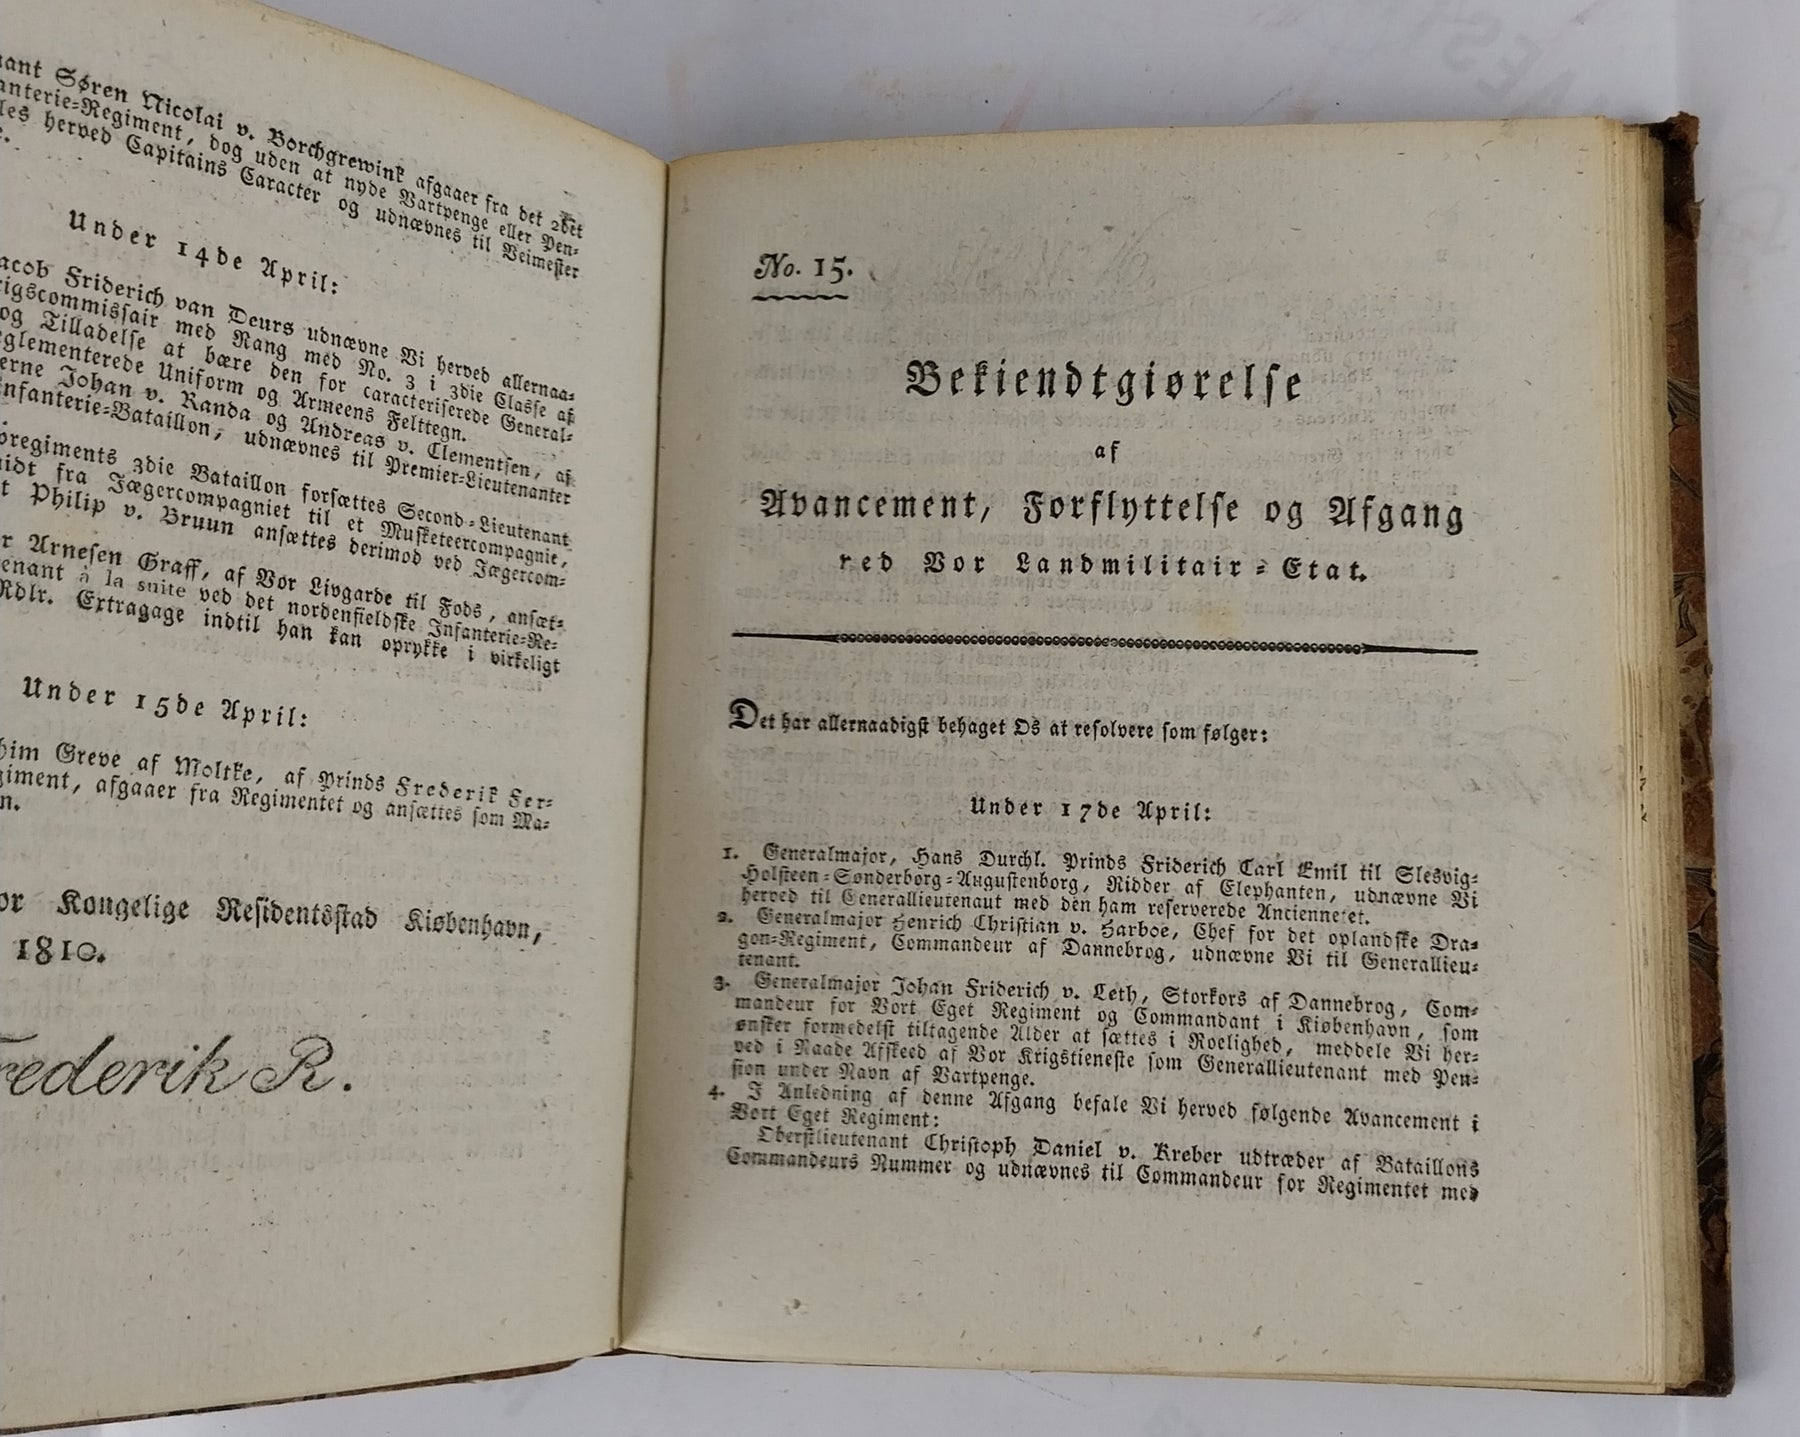 nant Søren Nicolai v. Borchgrewink afgaaer fra det 2det
anterie-Regiment, dog uden at nyde Vartpenge eller Pen-
les herved Capitains Caracter og udnævnes til Veimester
e.
Under 14de April:
acob Friderich van Deurs udnævne Vi herved allernaa-
rigscommissair med Rang med No. 3 i 3die Classe af
og Tilladelse at bære den for caracteriserede General-
eglementerede Uniform og Armeens Felttegn.
erne Johan v. Randa og Andreas v. Clementsen, af
Infanterie-Bataillon, udnævnes til Premier-Lieutenanter
oregiments 3die Bataillon forsættes Second-Lieutenant
idt fra Jægercompagniet til et Musketeercompagnie,
t Philip v. Bruun ansættes derimod ved Jægercom-
r Arnesen Graff, af Vor Livgarde til Fods, ansæt-
enant à la suite ved det nordenfieldske Infanterie-Re-
Rdlr. Extragage indtil han kan oprykke i virkeligt
Under 15de April:
him Greve af Moltke, af Prinds Frederik Fer-
giment, afgaaer fra Regimentet og ansættes som Ma-
n.
or Kongelige Residentsstad Kiøbenhavn,
1810.
Frederik R.
No. 15.
Bekiendtgiørelse
af
Avancement, Forflyttelse og Afgang
ved Vor Landmilitair-Etat.
Det har allernaadigst behaget Os at resolvere som følger:
Under 17de April:
1. Generalmajor, Hans Durchl. Prinds Friderich Carl Emil til Slesvig-
Holsteen-Sønderborg-Augustenborg, Ridder af Elephanten, udnævne Vi
herved til Generallieutenant med den ham reserverede Anciennetet.
2. Generalmajor Henrich Christian v. Harboe, Chef for det oplandske Dra-
gon-Regiment, Commandeur af Dannebrog, udnævne Vi til Generallieu-
tenant.
3. Generalmajor Johan Friderich v. Leth, Storkors af Dannebrog, Com-
mandeur for Vort Eget Regiment og Commandant i Kiøbenhavn, som
ønsker formedelst tiltagende Alder at sættes i Roelighed, meddele Vi her-
ved i Naade Afskeed af Vor Krigstieneste som Generallieutenant med Pen-
sion under Navn af Vartpenge.
4. I Anledning af denne Afgang befale Vi herved følgende Avancement i
Vort Eget Regiment:
Oberstlieutenant Christoph Daniel v. Kreber udtræder af Bataillons
Commandeurs Nummer og udnævnes til Commandeur for Regimentet med